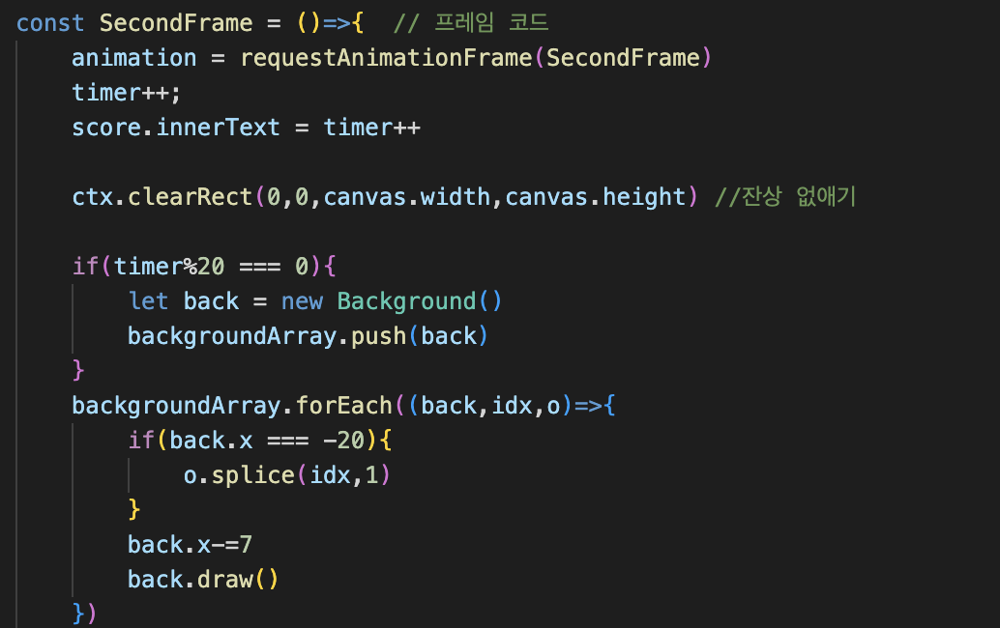 const SecondFrame = ()=>{  // 프레임 코드
    animation = requestAnimationFrame(SecondFrame)
    timer++;
    score.innerText = timer++

    ctx.clearRect(0,0,canvas.width,canvas.height) //잔상 없애기

    if(timer%20 === 0){
        let back = new Background()
        backgroundArray.push(back)
    }
    backgroundArray.forEach((back,idx,o)=>{
        if(back.x === -20){
            o.splice(idx,1)
        }
        back.x-=7
        back.draw()
    })